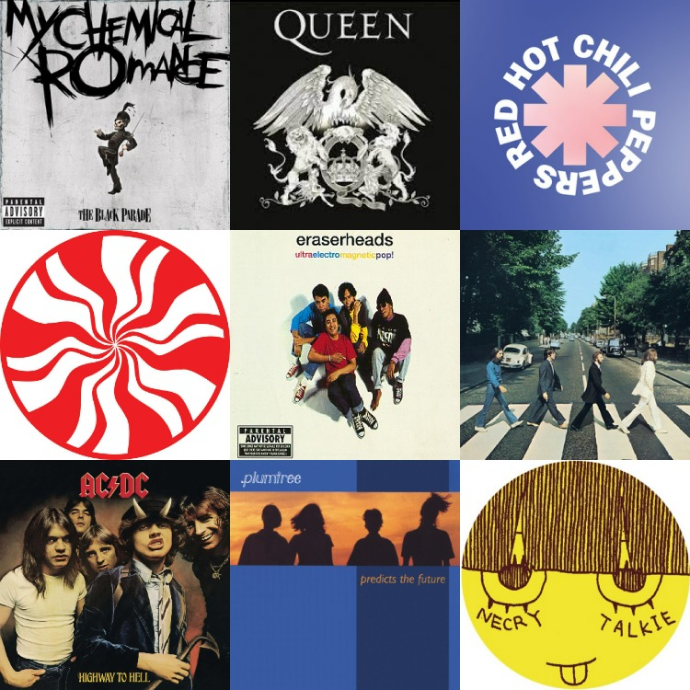 MY CHEMICAL
ROMANCE
PARENTAL
ADVISORY
EXPLICIT CONTENT
THE BLACK PARADE
QUEEN
RED HOT CHILI PEPPERS
eraserheads
ultraelectromagneticpop!
PARENTAL
ADVISORY
AC/DC
HIGHWAY TO HELL
plumtree
predicts the future
NECRY
TALKIE